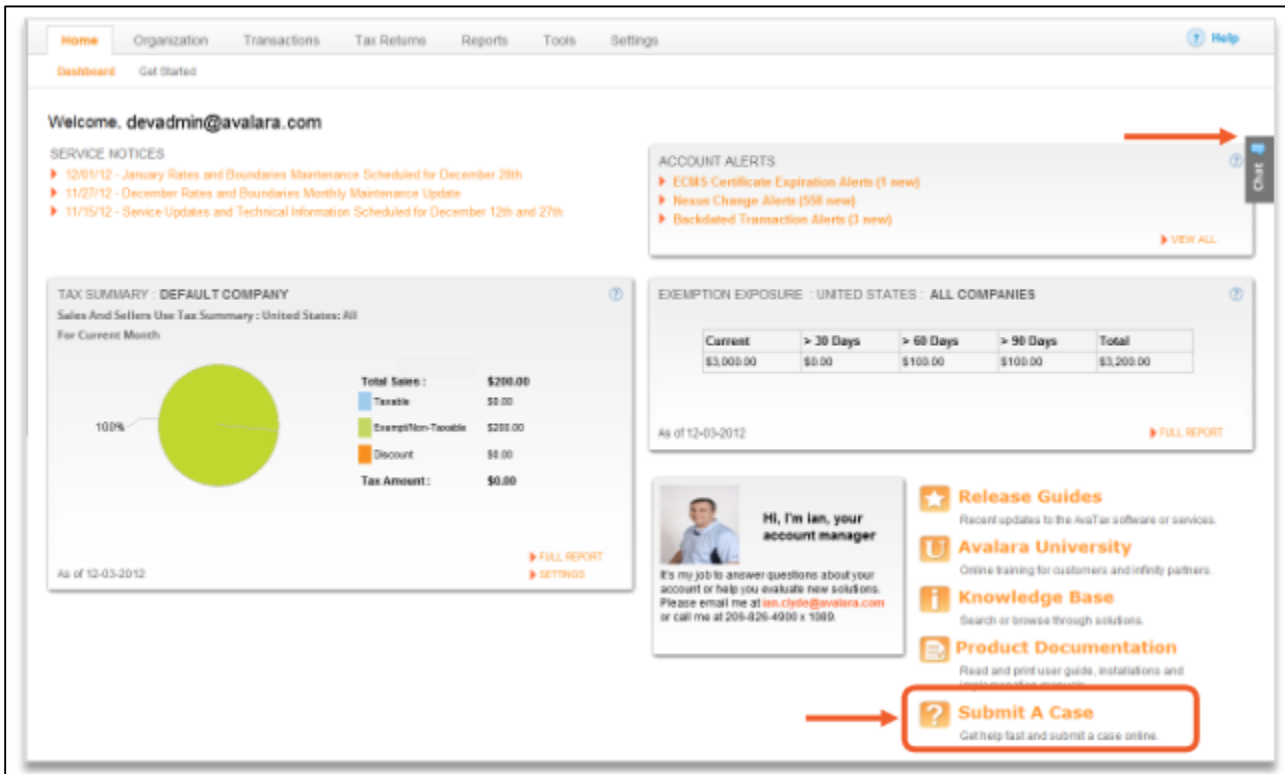 Home Organization Transactions Tax Returns Reports Tools Settings
Help
Dashboard Get Started
Welcome, devadmin@avalara.com
SERVICE NOTICES
12/01/12 - January Rates and Boundaries Maintenance Scheduled for December 28th
11/27/12 - December Rates and Boundaries Monthly Maintenance Update
11/15/12 - Service Updates and Technical Information Scheduled for December 12th and 27th
ACCOUNT ALERTS
ECMS Certificate Expiration Alerts (1 new)
Nexus Change Alerts (558 new)
Backdated Transaction Alerts (3 new)
VIEW ALL
Chat
TAX SUMMARY : DEFAULT COMPANY
Sales And Sellers Use Tax Summary : United States: All
For Current Month
100%
Total Sales : $200.00
Taxable $0.00
Exempt/Non-Taxable $200.00
Discount $0.00
Tax Amount : $0.00
FULL REPORT
As of 12-03-2012
SETTINGS
EXEMPTION EXPOSURE : UNITED STATES : ALL COMPANIES
Current > 30 Days > 60 Days > 90 Days Total
$3,000.00 $0.00 $100.00 $100.00 $3,200.00
As of 12-03-2012
FULL REPORT
Hi, I'm Ian, your
account manager
It's my job to answer questions about your
account or help you evaluate new solutions.
Please email me at ian.clyde@avalara.com
or call me at 206-826-4900 x 1089.
Release Guides
Recent updates to the AvaTax software or services.
Avalara University
Online training for customers and infinity partners.
Knowledge Base
Search or browse through solutions.
Product Documentation
Read and print user guide, installations and
implementation manuals.
Submit A Case
Get help fast and submit a case online.